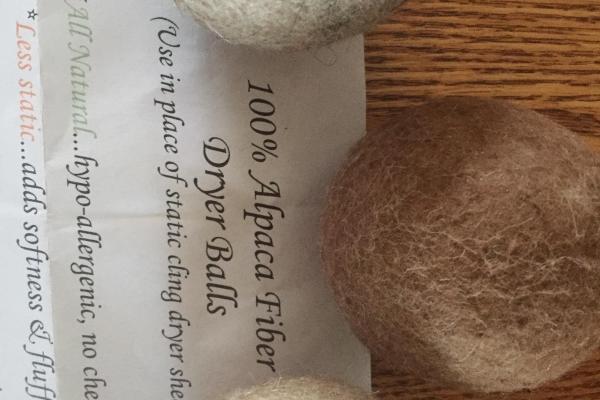 100% Alpaca Fiber
Dryer Balls
(Use in place of static cling dryer she
All Natural...hypo-allergenic, no che
* Less static...adds softness & fluff